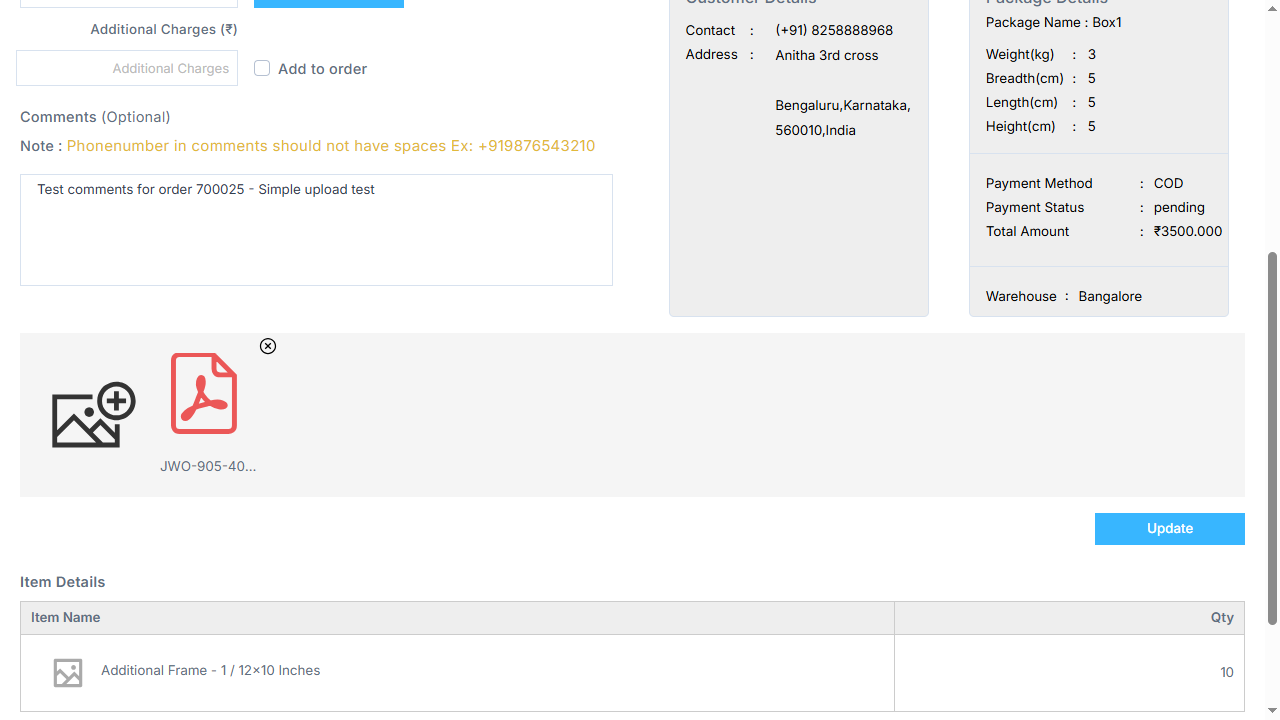 Additional Charges (₹)
Additional Charges
Add to order
Comments (Optional)
Note : Phonenumber in comments should not have spaces Ex: +919876543210
Test comments for order 700025 - Simple upload test
Customer Details
Contact : (+91) 8258888968
Address : Anitha 3rd cross
Bengaluru,Karnataka,
560010,India
Package Details
Package Name : Box1
Weight(kg) : 3
Breadth(cm) : 5
Length(cm) : 5
Height(cm) : 5
Payment Method : COD
Payment Status : pending
Total Amount : ₹3500.000
Warehouse : Bangalore
JWO-905-40...
Update
Item Details
Item Name Qty
Additional Frame - 1 / 12x10 Inches 10